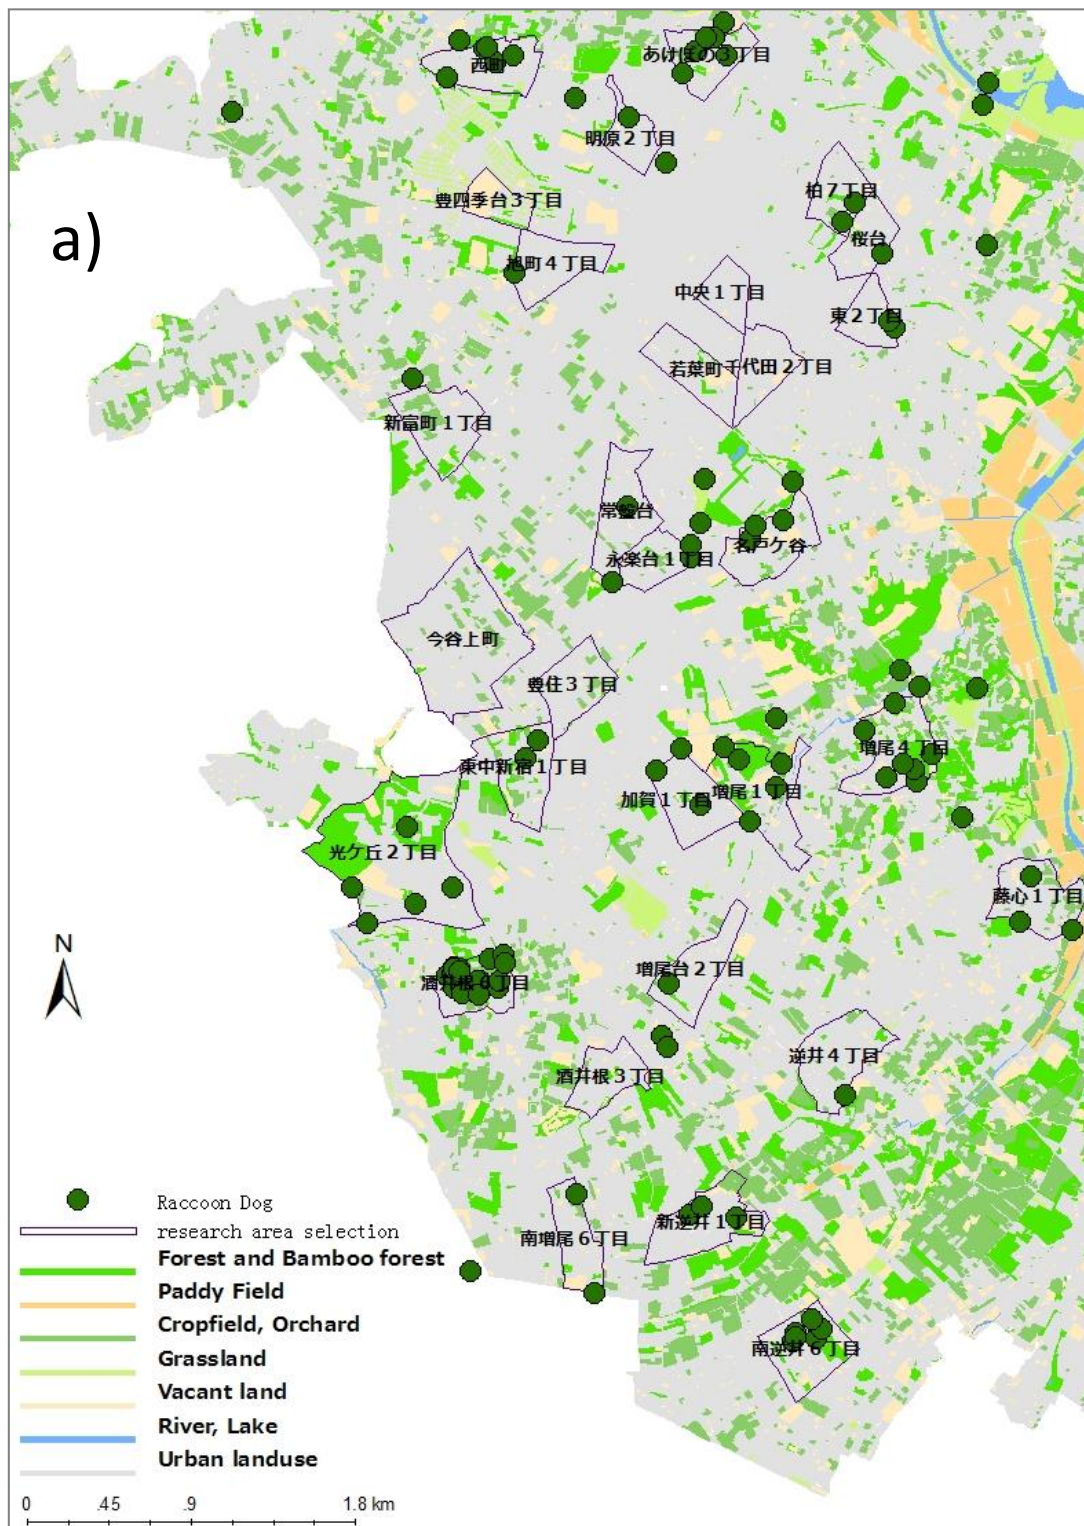 西町
あけぼの3丁目
明原2丁目
豊四季台3丁目
柏7丁目
a)
桜台
旭町4丁目
中央1丁目
東2丁目
若葉町
千代田2丁目
新富町1丁目
常盤台
名戸ケ谷
永楽台1丁目
今谷上町
豊住3丁目
東中新宿1丁目
増尾4丁目
加賀1丁目
増尾1丁目
光ケ丘2丁目
藤心1丁目
N
増尾台2丁目
酒井根6丁目
逆井4丁目
酒井根3丁目
新逆井1丁目
南増尾6丁目
南逆井6丁目
Raccoon Dog
research area selection
Forest and Bamboo forest
Paddy Field
Cropfield, Orchard
Grassland
Vacant land
River, Lake
Urban landuse
0 .45 .9 1.8 km